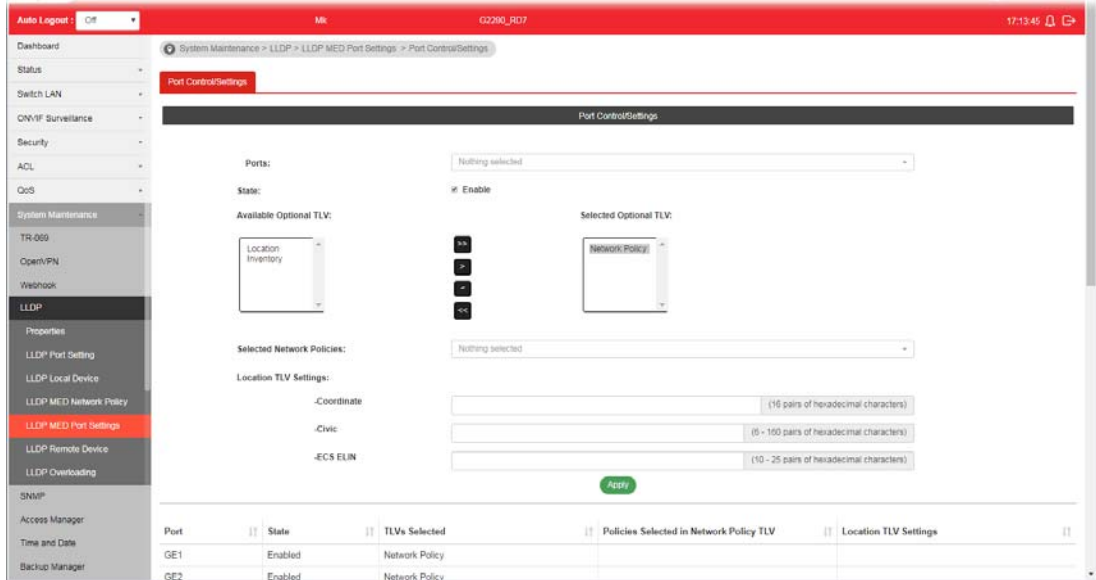 Auto Logout : Off Mk G2280_RD7 17:13:45
Dashboard
Status
Switch LAN
ONVIF Surveillance
Security
ACL
QoS
System Maintenance
TR-069
OpenVPN
Webhook
LLDP
Properties
LLDP Port Setting
LLDP Local Device
LLDP MED Network Policy
LLDP MED Port Settings
LLDP Remote Device
LLDP Overloading
SNMP
Access Manager
Time and Date
Backup Manager
System Maintenance > LLDP > LLDP MED Port Settings > Port Control/Settings
Port Control/Settings
Port Control/Settings
Ports: Nothing selected
State: Enable
Available Optional TLV: Selected Optional TLV:
Location >> Network Policy
Inventory
>
<
<<
Selected Network Policies: Nothing selected
Location TLV Settings:
-Coordinate (16 pairs of hexadecimal characters)
-Civic (6 - 160 pairs of hexadecimal characters)
-ECS ELIN (10 - 25 pairs of hexadecimal characters)
Apply
Port State TLVs Selected Policies Selected in Network Policy TLV Location TLV Settings
GE1 Enabled Network Policy
GE2 Enabled Network Policy